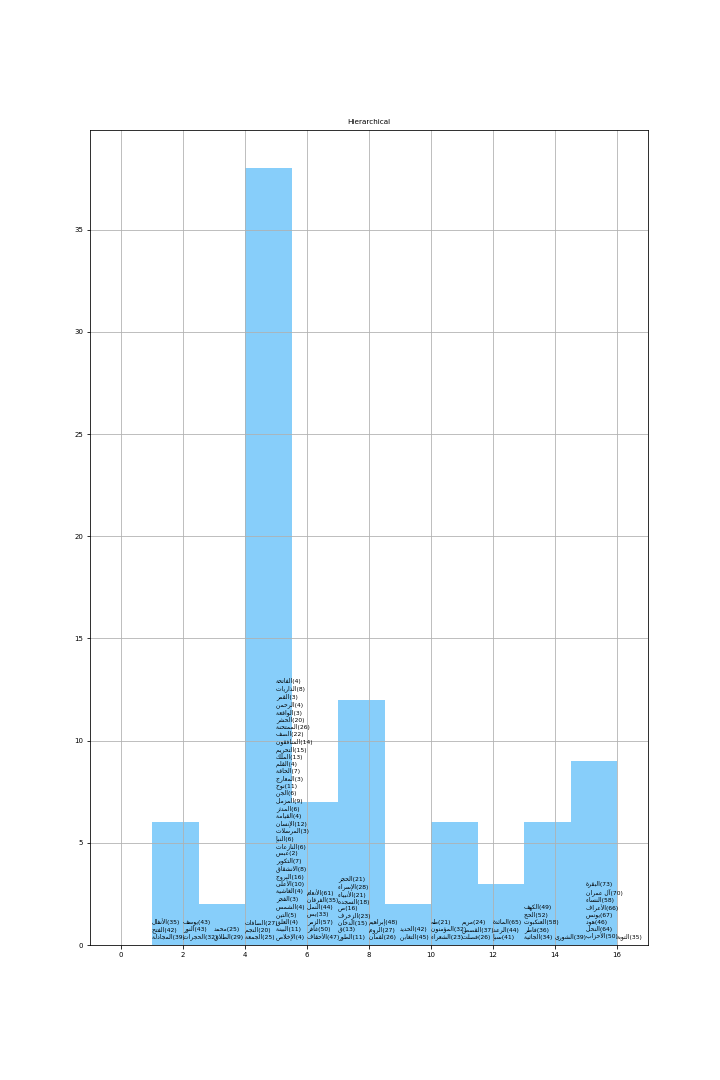 Hierarchical
35
30
25
20
15
10
5
0
الفاتحة(4)
الذاريات(8)
القمر(3)
الرحمن(4)
الواقعة(3)
الحشر(20)
الممتحنة(26)
الصف(22)
المنافقون(14)
التحريم(15)
الملك(13)
القلم(4)
الحاقة(7)
المعارج(3)
نوح(11)
الجن(6)
المزمل(9)
المدثر(6)
القيامة(4)
الإنسان(12)
المرسلات(3)
النبإ(6)
النازعات(6)
عبس(2)
التكوير(7)
الانشقاق(8)
البروج(16)
الأعلى(10)
الغاشية(4)
الفجر(3)
الشمس(4)
التين(5)
العلق(4)
البينة(11)
الإخلاص(4)
الأنفال(35)
الفتح(42)
المجادلة(39)
يوسف(43)
النور(43)
الحجرات(32)
محمد(25)
الطلاق(29)
الصافات(27)
النجم(20)
الجمعة(25)
الأنعام(61)
الفرقان(35)
النمل(44)
يس(33)
الزمر(57)
غافر(50)
الأحقاف(47)
الحجر(21)
الإسراء(28)
الأنبياء(21)
السجدة(18)
ص(16)
الزخرف(23)
الدخان(15)
ق(13)
الطور(11)
إبراهيم(48)
الروم(27)
لقمان(26)
الحديد(42)
التغابن(45)
طه(21)
المؤمنون(32)
الشعراء(23)
مريم(24)
القصص(37)
فصلت(26)
المائدة(65)
الرعد(44)
سبإ(41)
الكهف(49)
الحج(52)
العنكبوت(58)
فاطر(36)
الجاثية(34)
الشورى(39)
البقرة(73)
آل عمران(70)
النساء(58)
الأعراف(66)
يونس(67)
هود(46)
النحل(64)
الأحزاب(50)
التوبة(35)
0 2 4 6 8 10 12 14 16